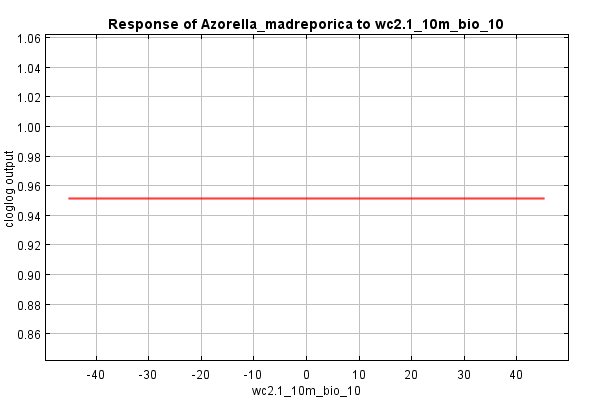 Response of Azorella_madreporica to wc2.1_10m_bio_10
1.06
1.04
1.02
1.00
0.98
0.96
0.94
0.92
0.90
0.88
0.86
cloglog output
-40 -30 -20 -10 0 10 20 30 40
wc2.1_10m_bio_10